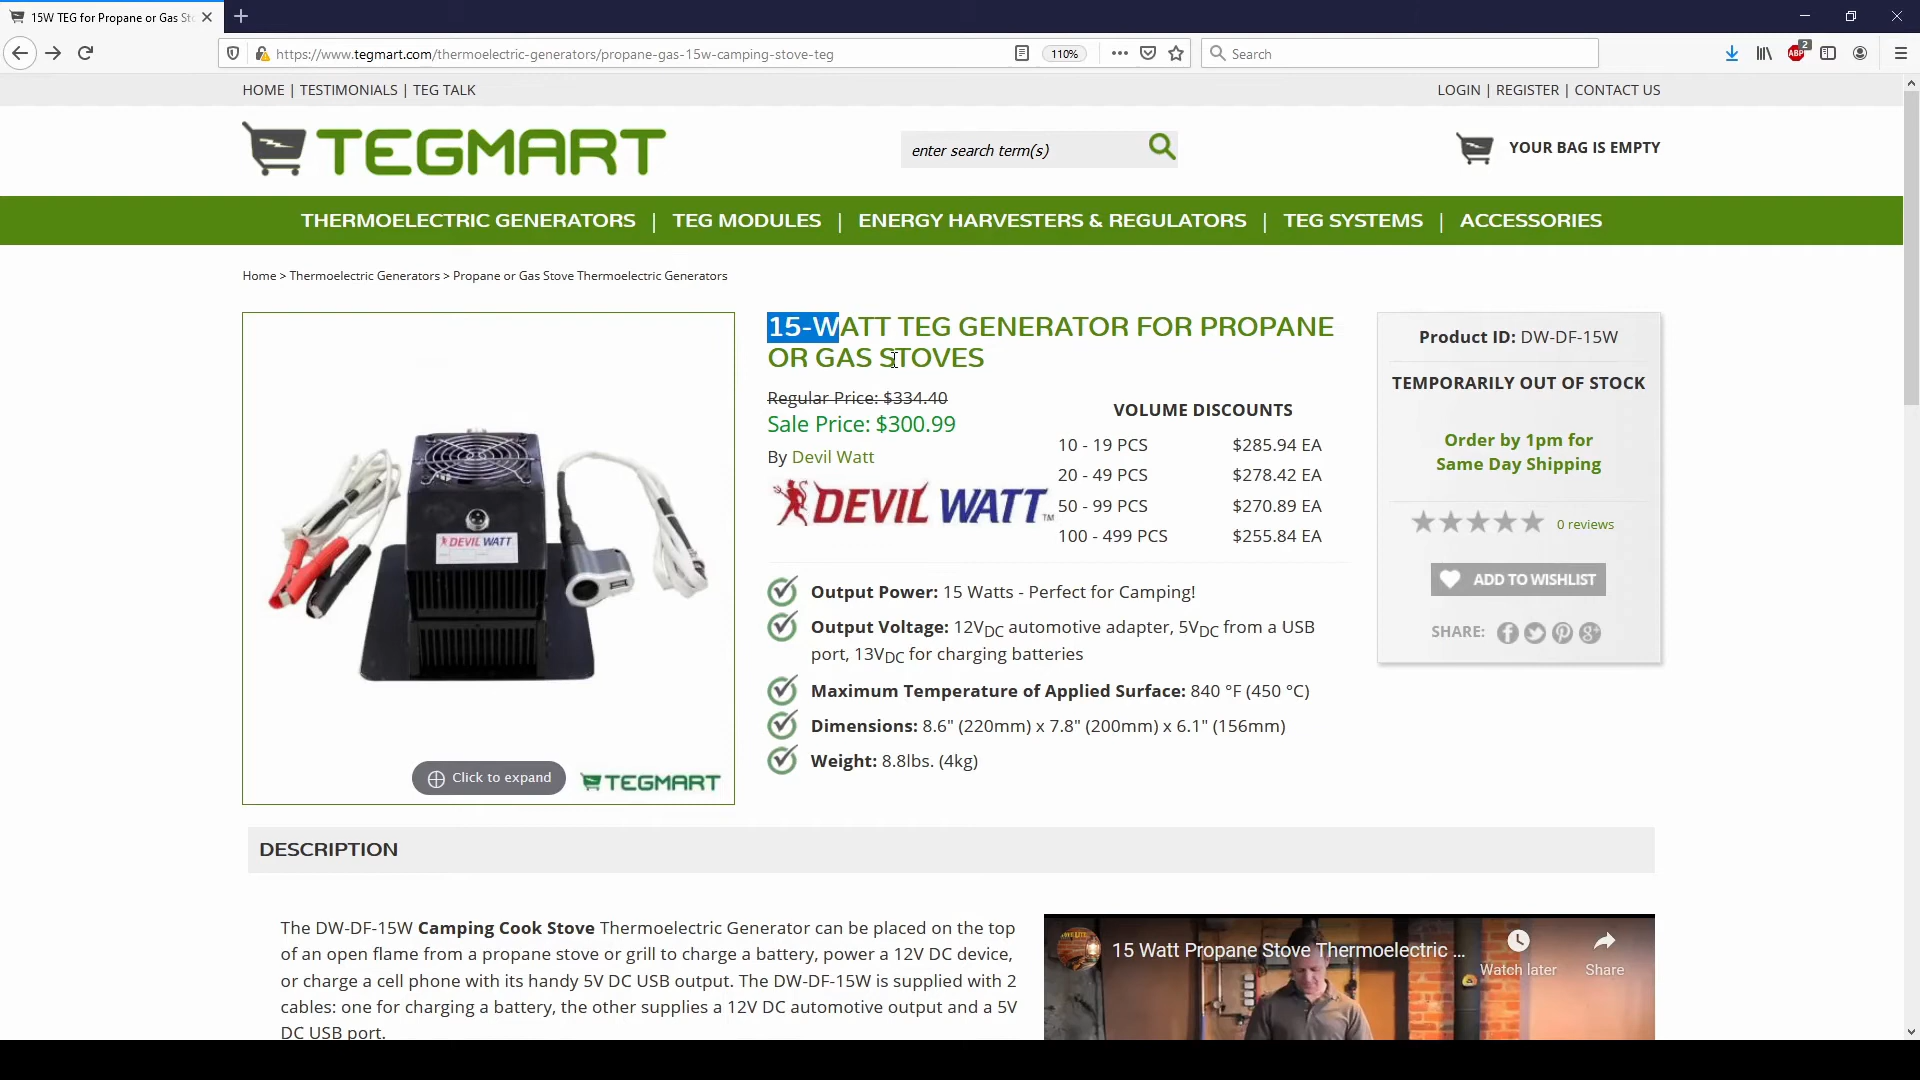 15W TEG for Propane or Gas Sto
https://www.tegmart.com/thermoelectric-generators/propane-gas-15w-camping-stove-teg
110%
Search
ABP
2
HOME | TESTIMONIALS | TEG TALK
LOGIN | REGISTER | CONTACT US
TEGMART
enter search term(s)
YOUR BAG IS EMPTY
THERMOELECTRIC GENERATORS | TEG MODULES | ENERGY HARVESTERS & REGULATORS | TEG SYSTEMS | ACCESSORIES
Home > Thermoelectric Generators > Propane or Gas Stove Thermoelectric Generators
DEVIL WATT
Click to expand
TEGMART
15-WATT TEG GENERATOR FOR PROPANE
OR GAS STOVES
Regular Price: $334.40
Sale Price: $300.99
By Devil Watt
DEVIL WATT™
VOLUME DISCOUNTS
10 - 19 PCS $285.94 EA
20 - 49 PCS $278.42 EA
50 - 99 PCS $270.89 EA
100 - 499 PCS $255.84 EA
Output Power: 15 Watts - Perfect for Camping!
Output Voltage: 12VDC automotive adapter, 5VDC from a USB
port, 13VDC for charging batteries
Maximum Temperature of Applied Surface: 840 °F (450 °C)
Dimensions: 8.6" (220mm) x 7.8" (200mm) x 6.1" (156mm)
Weight: 8.8lbs. (4kg)
Product ID: DW-DF-15W
TEMPORARILY OUT OF STOCK
Order by 1pm for
Same Day Shipping
0 reviews
ADD TO WISHLIST
SHARE:
DESCRIPTION
The DW-DF-15W Camping Cook Stove Thermoelectric Generator can be placed on the top
of an open flame from a propane stove or grill to charge a battery, power a 12V DC device,
or charge a cell phone with its handy 5V DC USB output. The DW-DF-15W is supplied with 2
cables: one for charging a battery, the other supplies a 12V DC automotive output and a 5V
DC USB port.
15 Watt Propane Stove Thermoelectric ...
Watch later
Share